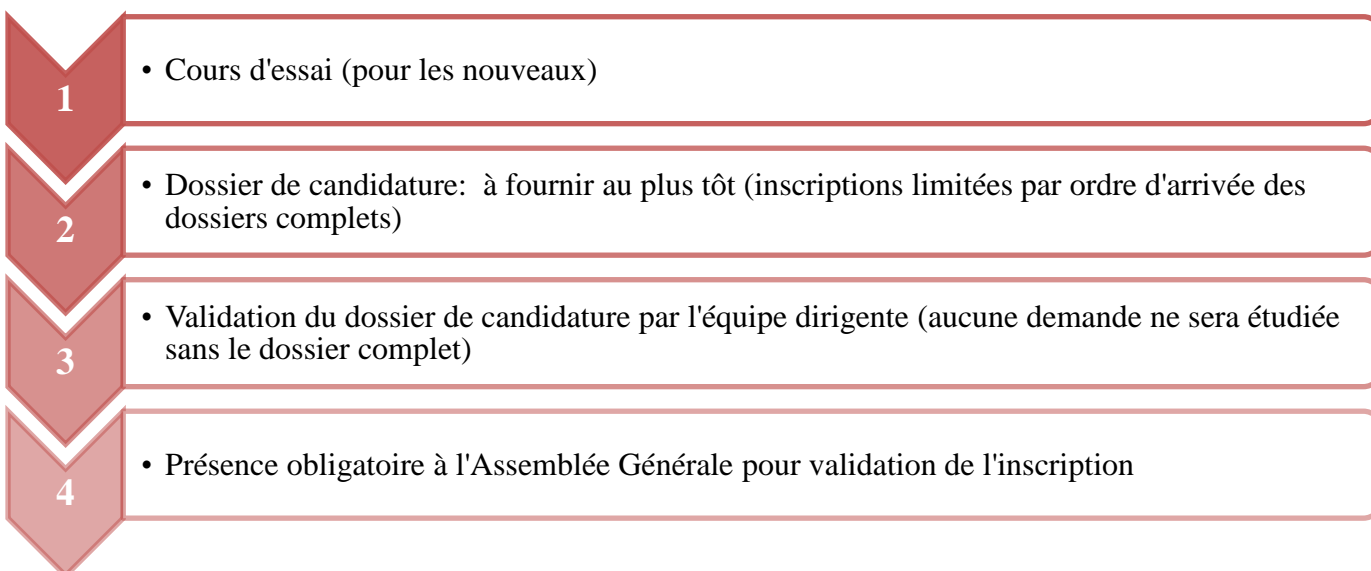 1
• Cours d'essai (pour les nouveaux)
2
• Dossier de candidature:  à fournir au plus tôt (inscriptions limitées par ordre d'arrivée des
dossiers complets)
3
• Validation du dossier de candidature par l'équipe dirigente (aucune demande ne sera étudiée
sans le dossier complet)
4
• Présence obligatoire à l'Assemblée Générale pour validation de l'inscription